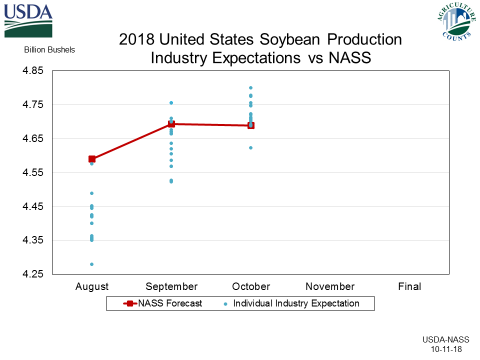 USDA
2018 United States Soybean Production
Industry Expectations vs NASS
AGRICULTURE
COUNTS
Billion Bushels
4.85
4.75
4.65
4.55
4.45
4.35
4.25
August September October November Final
NASS Forecast Individual Industry Expectation
USDA-NASS
10-11-18